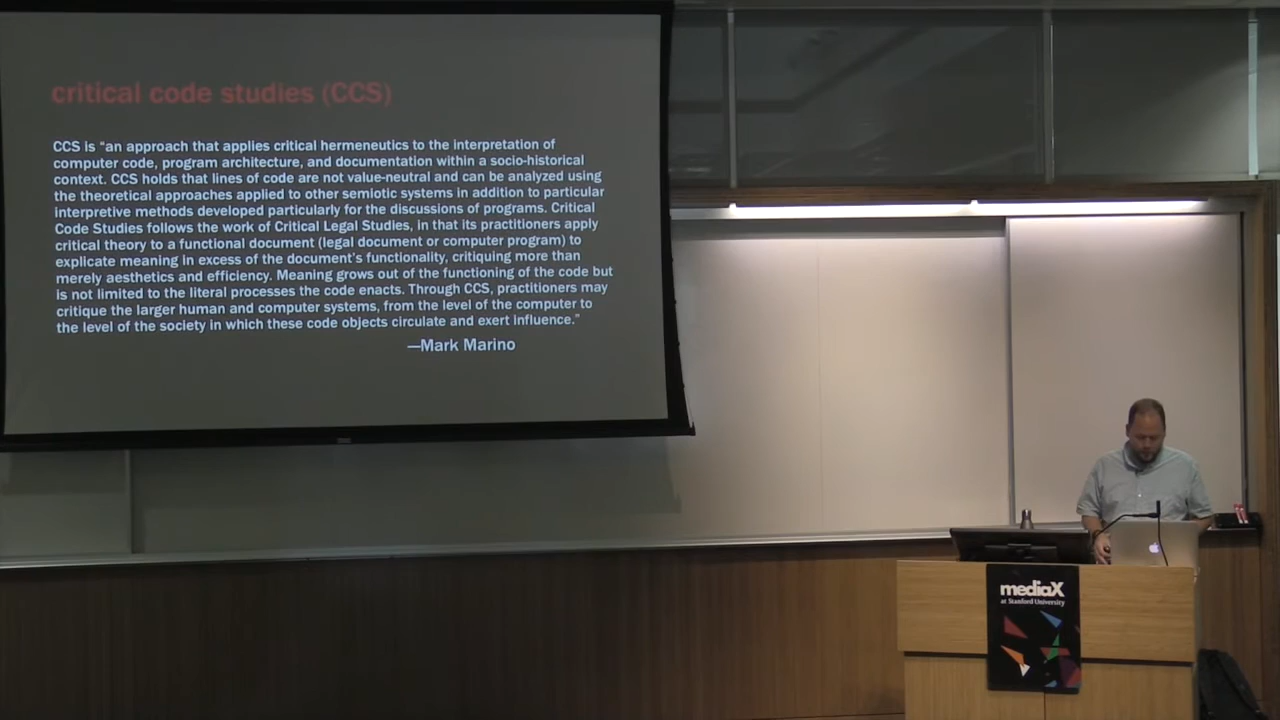 critical code studies (CCS)
CCS is “an approach that applies critical hermeneutics to the interpretation of
computer code, program architecture, and documentation within a socio-historical
context. CCS holds that lines of code are not value-neutral and can be analyzed using
the theoretical approaches applied to other semiotic systems in addition to particular
interpretive methods developed particularly for the discussions of programs. Critical
Code Studies follows the work of Critical Legal Studies, in that its practitioners apply
critical theory to a functional document (legal document or computer program) to
explicate meaning in excess of the document’s functionality, critiquing more than
merely aesthetics and efficiency. Meaning grows out of the functioning of the code but
is not limited to the literal processes the code enacts. Through CCS, practitioners may
critique the larger human and computer systems, from the level of the computer to
the level of the society in which these code objects circulate and exert influence.”
—Mark Marino
mediaX
at Stanford University